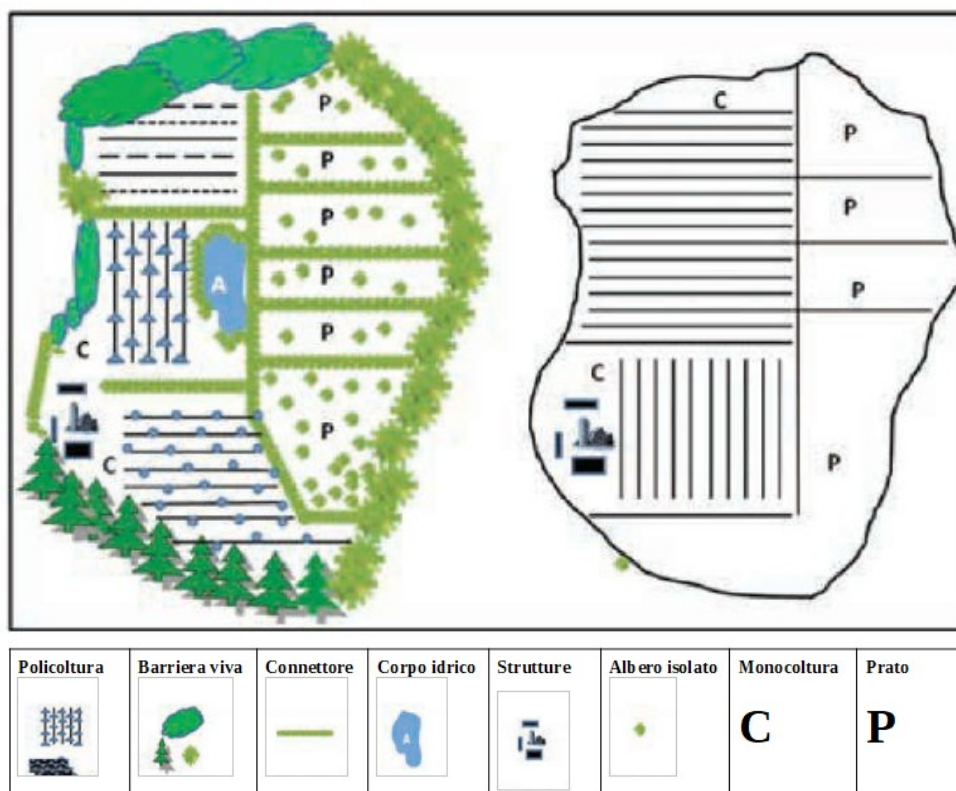 P
P
P
P
P
P
A
C
C
C
P
P
P
C
P
Policoltura
Barriera viva
Connettore
Corpo idrico
Strutture
Albero isolato
Monocoltura
Prato
A
C
P